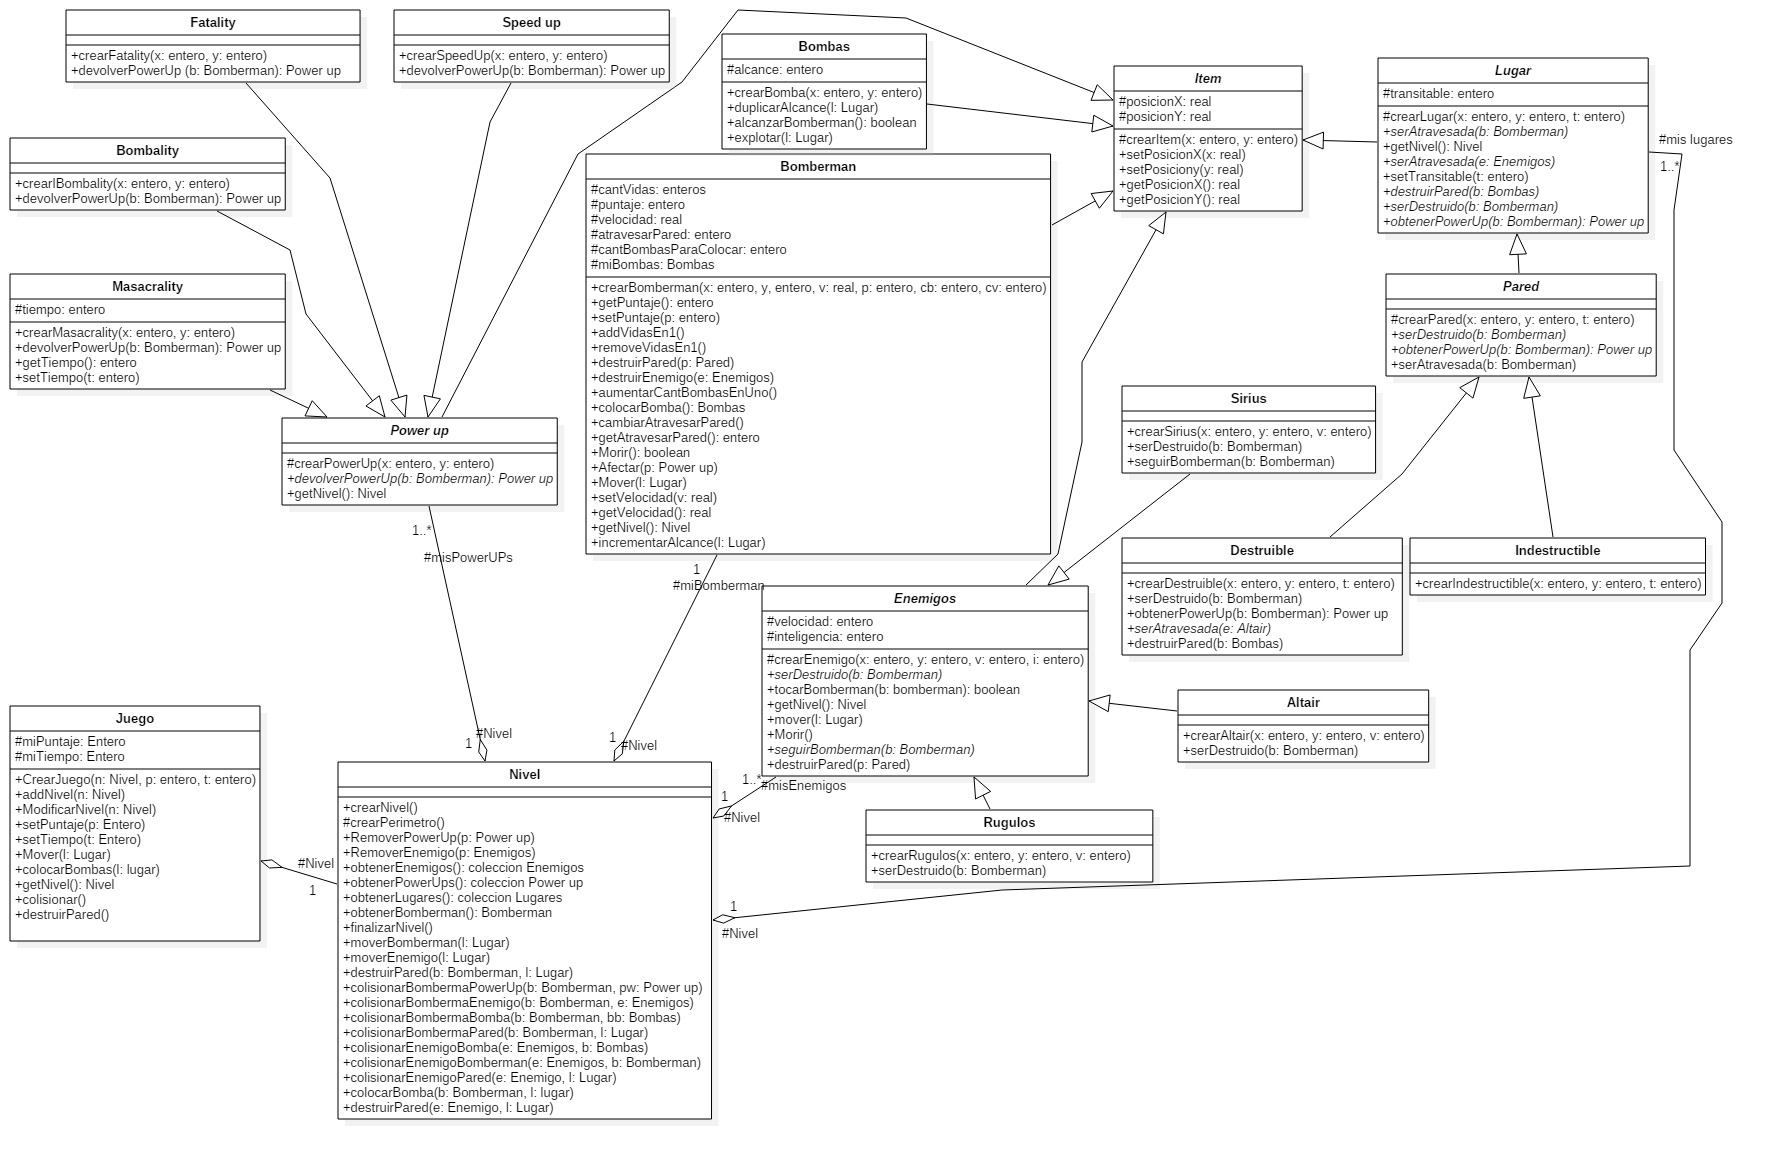 Fatality
+crearFatality(x: entero, y: entero)
+devolverPowerUp (b: Bomberman): Power up
Speed up
+crearSpeedUp(x: entero, y: entero)
+devolverPowerUp(b: Bomberman): Power up
Bombas
#alcance: entero
+crearBomba(x: entero, y: entero)
+duplicarAlcance(l: Lugar)
+alcanzarBomberman(): boolean
+explotar(l: Lugar)
Item
#posicionX: real
#posicionY: real
#crearItem(x: entero, y: entero)
+setPosicionX(x: real)
+setPosiciony(y: real)
+getPosicionX(): real
+getPosicionY(): real
Lugar
#transitable: entero
#crearLugar(x: entero, y: entero, t: entero)
+serAtravesada(b: Bomberman)
+getNivel(): Nivel
+serAtravesada(e: Enemigos)
+setTransitable(t: entero)
+destruirPared(b: Bombas)
+serDestruido(b: Bomberman)
+obtenerPowerUp(b: Bomberman): Power up
#mis lugares
1..*
Bombality
+crearIBombality(x: entero, y: entero)
+devolverPowerUp(b: Bomberman): Power up
Bomberman
#cantVidas: enteros
#puntaje: entero
#velocidad: real
#atravesarPared: entero
#cantBombasParaColocar: entero
#miBombas: Bombas
+crearBomberman(x: entero, y, entero, v: real, p: entero, cb: entero, cv: entero)
+getPuntaje(): entero
+setPuntaje(p: entero)
+addVidasEn1()
+removeVidasEn1()
+destruirPared(p: Pared)
+destruirEnemigo(e: Enemigos)
+aumentarCantBombasEnUno()
+colocarBomba(): Bombas
+cambiarAtravesarPared()
+getAtravesarPared(): entero
+Morir(): boolean
+Afectar(p: Power up)
+Mover(l: Lugar)
+setVelocidad(v: real)
+getVelocidad(): real
+getNivel(): Nivel
+incrementarAlcance(l: Lugar)
Masacrality
#tiempo: entero
+crearMasacrality(x: entero, y: entero)
+devolverPowerUp(b: Bomberman): Power up
+getTiempo(): entero
+setTiempo(t: entero)
Pared
#crearPared(x: entero, y: entero, t: entero)
+serDestruido(b: Bomberman)
+obtenerPowerUp(b: Bomberman): Power up
+serAtravesada(b: Bomberman)
Sirius
+crearSirius(x: entero, y: entero, v: entero)
+serDestruido(b: Bomberman)
+seguirBomberman(b: Bomberman)
Power up
#crearPowerUp(x: entero, y: entero)
+devolverPowerUp(b: Bomberman): Power up
+getNivel(): Nivel
1..*
#misPowerUPs
1
#miBomberman
Destruible
+crearDestruible(x: entero, y: entero, t: entero)
+serDestruido(b: Bomberman)
+obtenerPowerUp(b: Bomberman): Power up
+serAtravesada(e: Altair)
+destruirPared(b: Bombas)
Indestructible
+crearIndestructible(x: entero, y: entero, t: entero)
Enemigos
#velocidad: entero
#inteligencia: entero
#crearEnemigo(x: entero, y: entero, v: entero, i: entero)
+serDestruido(b: Bomberman)
+tocarBomberman(b: bomberman): boolean
+getNivel(): Nivel
+mover(l: Lugar)
+Morir()
+seguirBomberman(b: Bomberman)
+destruirPared(p: Pared)
Altair
+crearAltair(x: entero, y: entero, v: entero)
+serDestruido(b: Bomberman)
Juego
#miPuntaje: Entero
#miTiempo: Entero
+CrearJuego(n: Nivel, p: entero, t: entero)
+addNivel(n: Nivel)
+ModificarNivel(n: Nivel)
+setPuntaje(p: Entero)
+setTiempo(t: Entero)
+Mover(l: Lugar)
+colocarBombas(l: lugar)
+getNivel(): Nivel
+colisionar()
+destruirPared()
#Nivel
1
1
#Nivel
1
#Nivel
1..*
#misEnemigos
1
#Nivel
Nivel
+crearNivel()
#crearPerimetro()
+RemoverPowerUp(p: Power up)
+RemoverEnemigo(p: Enemigos)
+obtenerEnemigos(): coleccion Enemigos
+obtenerPowerUps(): coleccion Power up
+obtenerLugares(): coleccion Lugares
+obtenerBomberman(): Bomberman
+finalizarNivel()
+moverBomberman(l: Lugar)
+moverEnemigo(l: Lugar)
+destruirPared(b: Bomberman, l: Lugar)
+colisionarBombermaPowerUp(b: Bomberman, pw: Power up)
+colisionarBombermaEnemigo(b: Bomberman, e: Enemigos)
+colisionarBombermaBomba(b: Bomberman, bb: Bombas)
+colisionarBombermaPared(b: Bomberman, l: Lugar)
+colisionarEnemigoBomba(e: Enemigos, b: Bombas)
+colisionarEnemigoBomberman(e: Enemigos, b: Bomberman)
+colisionarEnemigoPared(e: Enemigo, l: Lugar)
+colocarBomba(b: Bomberman, l: lugar)
+destruirPared(e: Enemigo, l: Lugar)
Rugulos
+crearRugulos(x: entero, y: entero, v: entero)
+serDestruido(b: Bomberman)
1
#Nivel